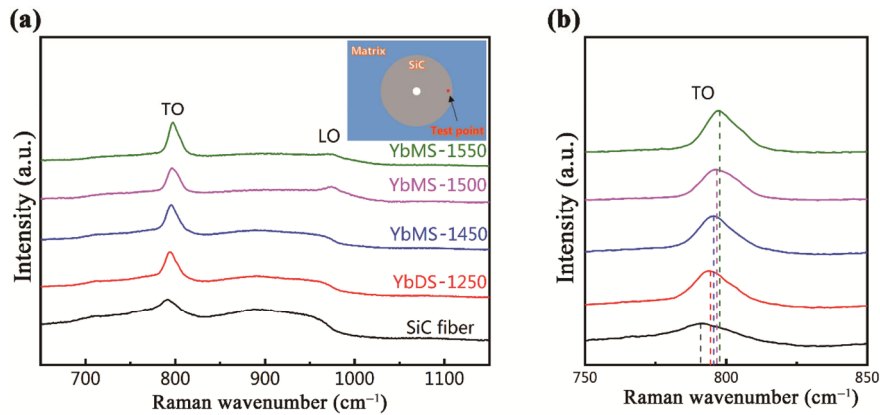 (a)
Matrix
SiC
Test point
TO
LO
YbMS-1550
YbMS-1500
YbMS-1450
YbDS-1250
SiC fiber
Intensity (a.u.)
700 800 900 1000 1100
Raman wavenumber (cm⁻¹)
(b)
TO
Intensity (a.u.)
750 800 850
Raman wavenumber (cm⁻¹)